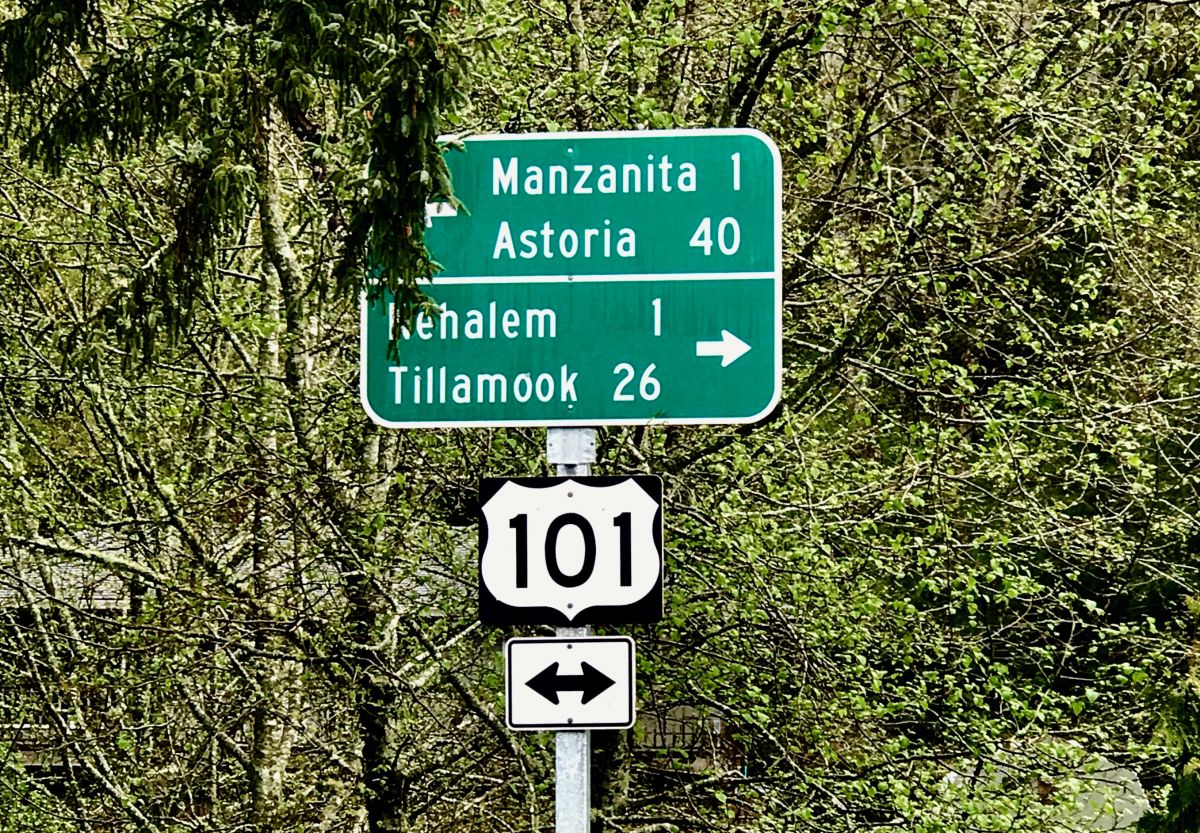 Manzanita 1
Astoria 40
Nehalem 1
Tillamook 26
101